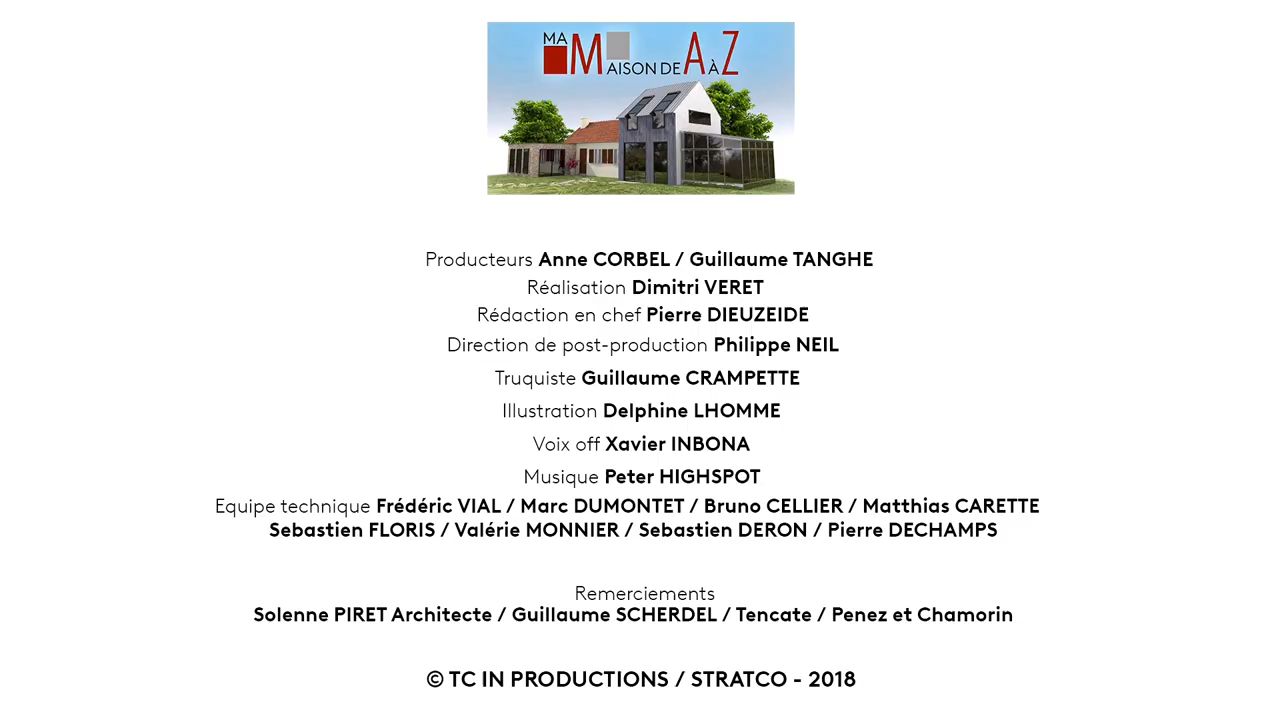 MA
MAISON DE A À Z
Producteurs Anne CORBEL / Guillaume TANGHE
Réalisation Dimitri VERET
Rédaction en chef Pierre DIEUZEIDE
Direction de post-production Philippe NEIL
Truquiste Guillaume CRAMPETTE
Illustration Delphine LHOMME
Voix off Xavier INBONA
Musique Peter HIGHSPOT
Equipe technique Frédéric VIAL / Marc DUMONTET / Bruno CELLIER / Matthias CARETTE
Sebastien FLORIS / Valérie MONNIER / Sebastien DERON / Pierre DECHAMPS
Remerciements
Solenne PIRET Architecte / Guillaume SCHERDEL / Tencate / Penez et Chamorin
© TC IN PRODUCTIONS / STRATCO - 2018